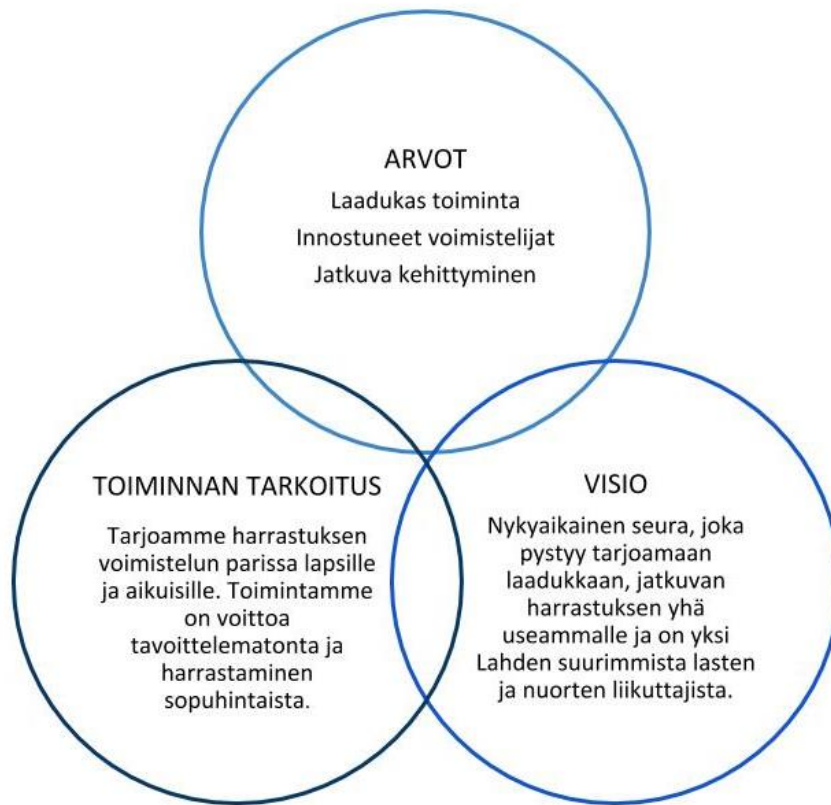 ARVOT
Laadukas toiminta
Innostuneet voimistelijat
Jatkuva kehittyminen
TOIMINNAN TARKOITUS
Tarjoamme harrastuksen
voimistelun parissa lapsille
ja aikuisille. Toimintamme
on voittoa
tavoittelematonta ja
harrastaminen
sopuhintaista.
VISIO
Nykyaikainen seura, joka
pystyy tarjoamaan
laadukkaan, jatkuvan
harrastuksen yhä
useammalle ja on yksi
Lahden suurimmista lasten
ja nuorten liikuttajista.